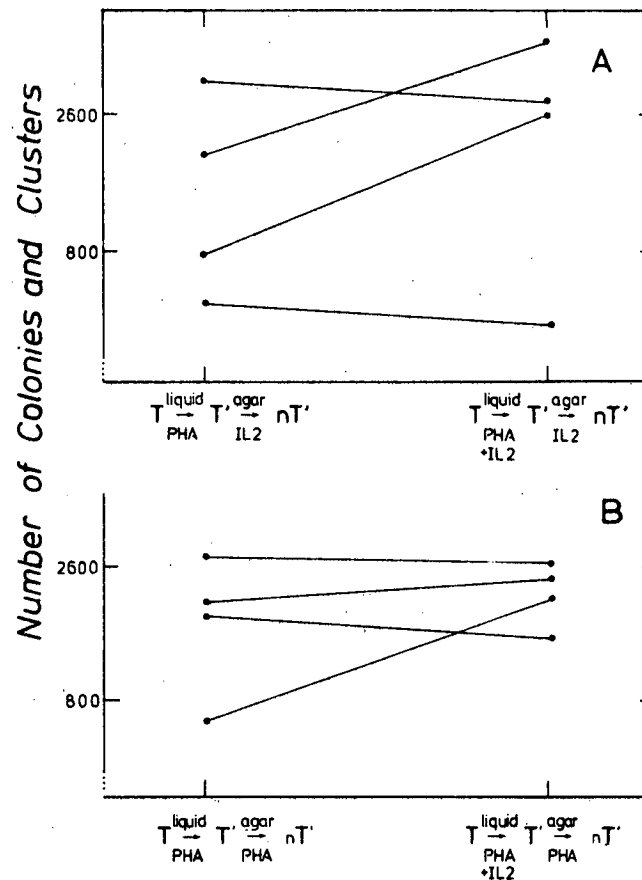 Number of Colonies and Clusters
A
2600
800
T liquid→ PHA T' agar→ IL2 nT'
T liquid→ PHA +IL2 T' agar→ IL2 nT'
B
2600
800
T liquid→ PHA T' agar→ PHA nT'
T liquid→ PHA +IL2 T' agar→ PHA nT'